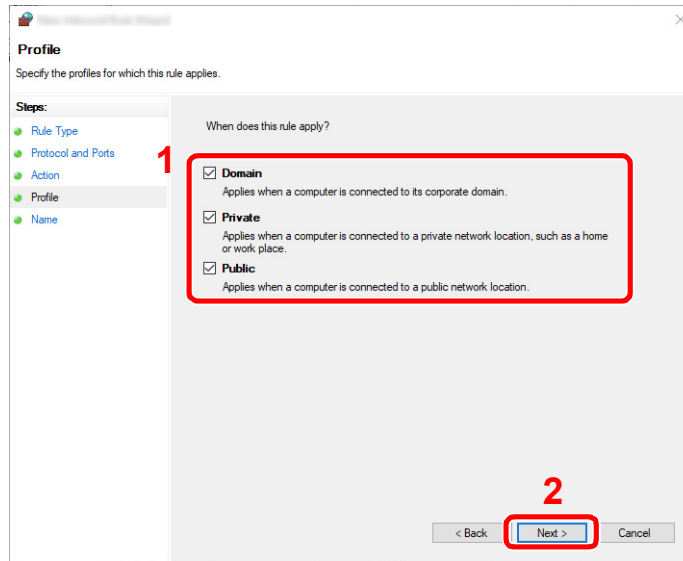 Profile
Specify the profiles for which this rule applies.
Steps:
Rule Type
Protocol and Ports
Action
Profile
Name
When does this rule apply?
1
Domain
Applies when a computer is connected to its corporate domain.
Private
Applies when a computer is connected to a private network location, such as a home
or work place.
Public
Applies when a computer is connected to a public network location.
2
< Back
Next >
Cancel